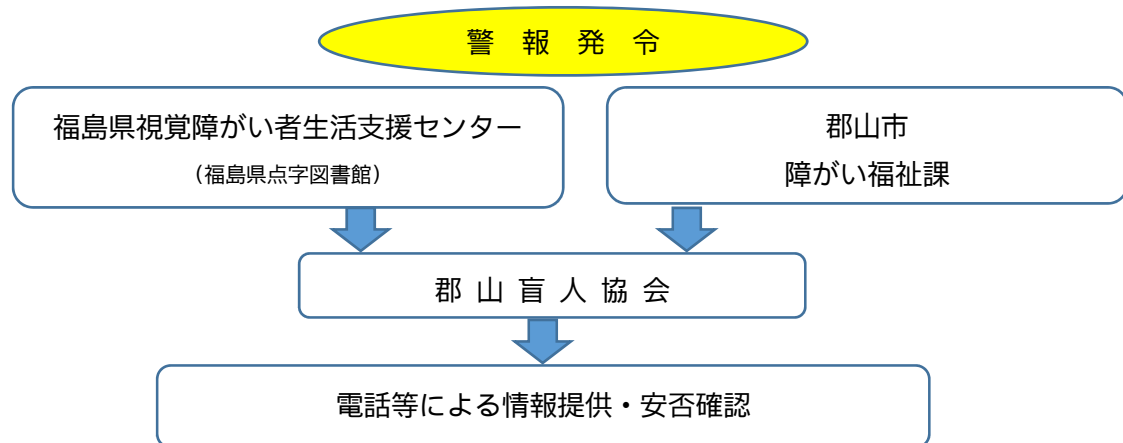 警報発令
福島県視覚障がい者生活支援センター
(福島県点字図書館)
郡山市
障がい福祉課
郡山盲人協会
電話等による情報提供・安否確認